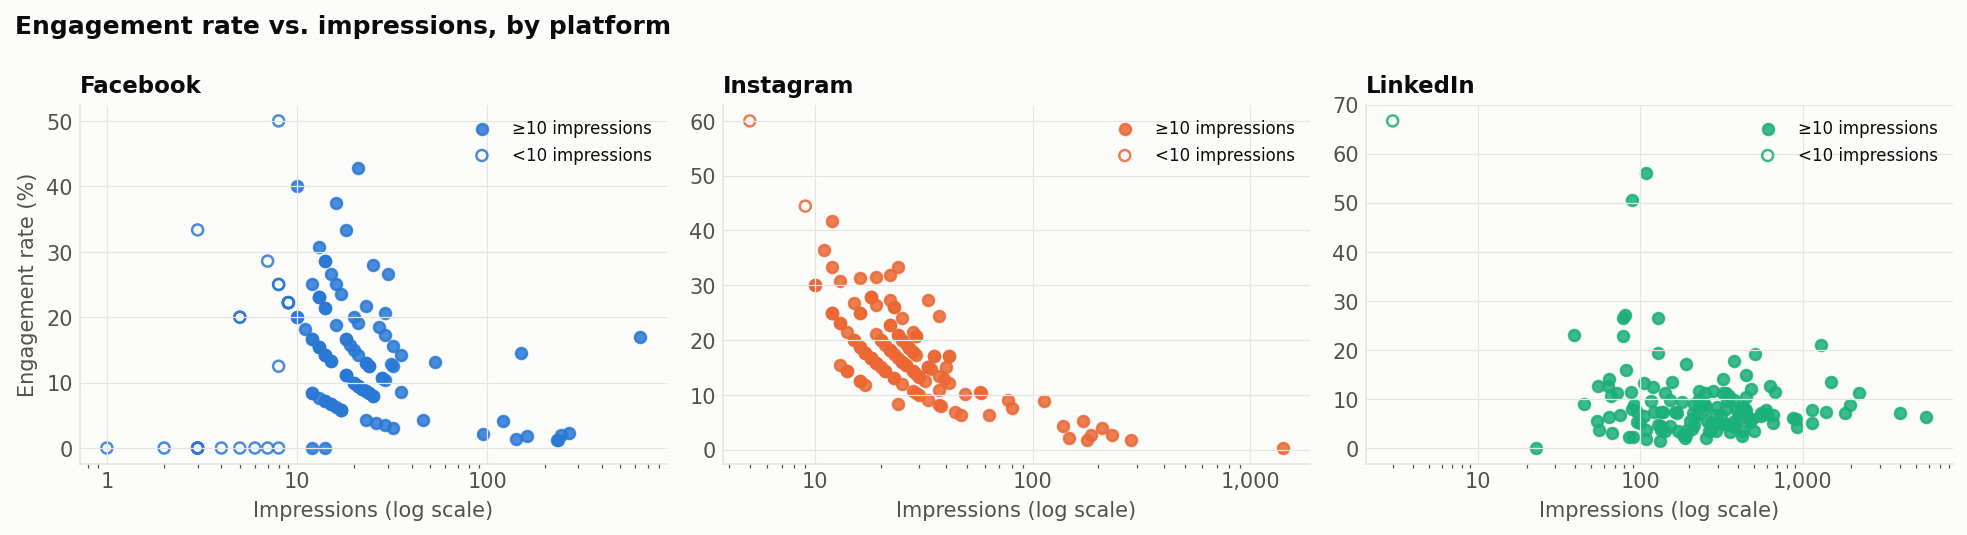 Engagement rate vs. impressions, by platform
Facebook
Engagement rate (%)
50
40
30
20
10
0
≥10 impressions
<10 impressions
1
10
100
Impressions (log scale)
Instagram
60
50
40
30
20
10
0
≥10 impressions
<10 impressions
10
100
1,000
Impressions (log scale)
LinkedIn
70
60
50
40
30
20
10
0
≥10 impressions
<10 impressions
10
100
1,000
Impressions (log scale)